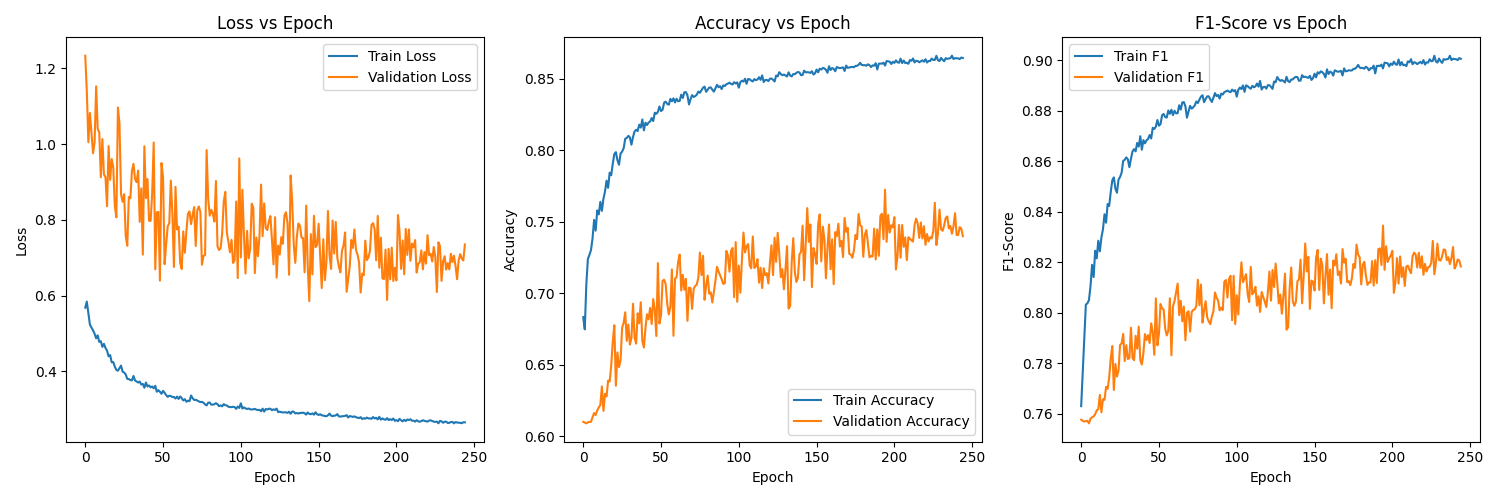 Loss vs Epoch
Train Loss
Validation Loss
1.2
1.0
0.8
0.6
0.4
Loss
0 50 100 150 200 250
Epoch
Accuracy vs Epoch
0.85
0.80
0.75
0.70
0.65
0.60
Accuracy
Train Accuracy
Validation Accuracy
0 50 100 150 200 250
Epoch
F1-Score vs Epoch
Train F1
Validation F1
0.90
0.88
0.86
0.84
0.82
0.80
0.78
0.76
F1-Score
0 50 100 150 200 250
Epoch